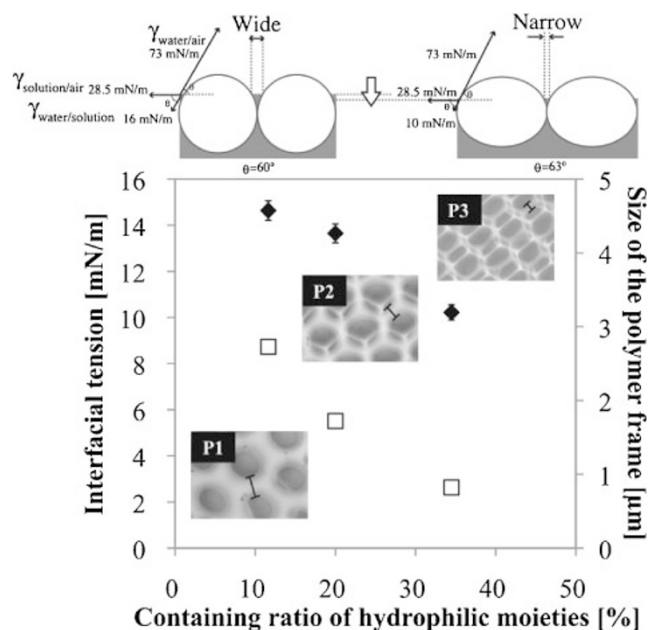 γwater/air
73 mN/m
Wide
γsolution/air 28.5 mN/m
γwater/solution 16 mN/m
θ
θ
θ=60°
Narrow
73 mN/m
28.5 mN/m
10 mN/m
θ
θ
θ=63°
16
14
12
10
8
6
4
2
0
Interfacial tension [mN/m]
5
4
3
2
1
0
Size of the polymer frame [μm]
P3
P2
P1
0 10 20 30 40 50
Containing ratio of hydrophilic moieties [%]